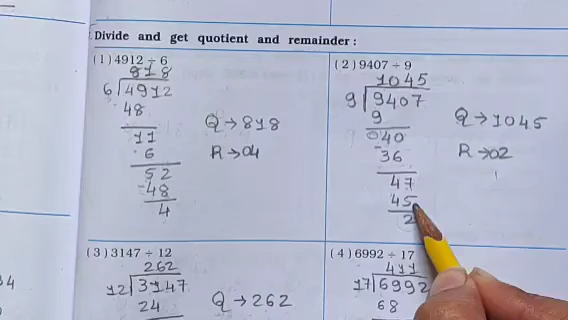 Divide and get quotient and remainder :
(1) 4912 ÷ 6
818
6 4912
48
11
6
52
-48
4
Q → 818
R → 04
(2) 9407 ÷ 9
1045
9 9407
9
040
-36
47
45
2
Q → 1045
R → 02
(3) 3147 ÷ 12
262
12 3147
24
Q → 262
(4) 6992 ÷ 17
411
17 6992
68